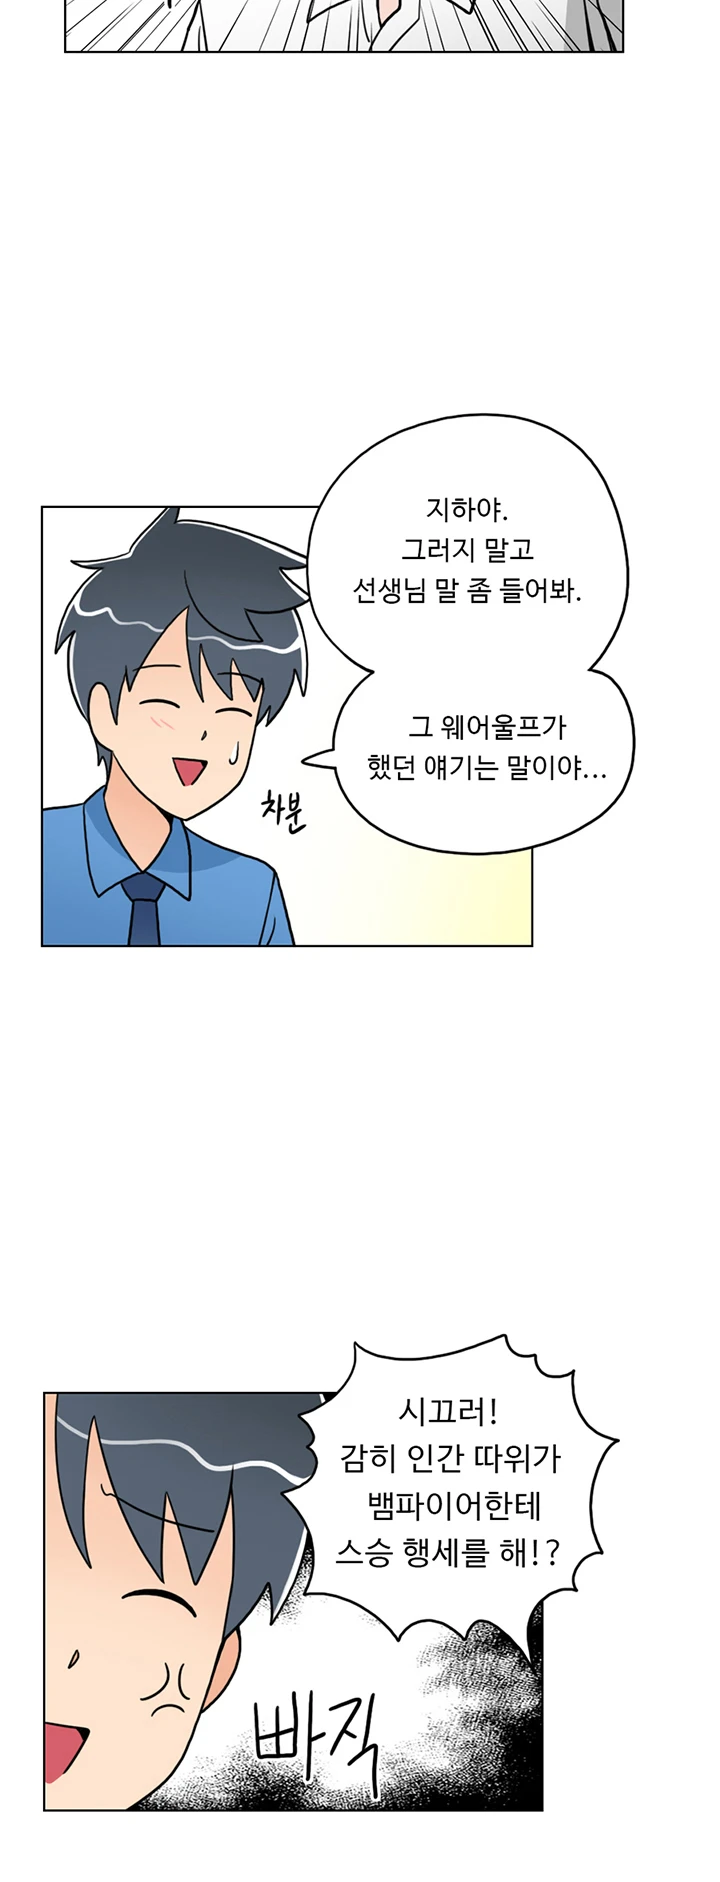 지하야.
그러지 말고
선생님 말 좀 들어봐.
그 웨어울프가
했던 얘기는 말이야...
차분
시끄러!
감히 인간 따위가
뱀파이어한테
스승 행세를 해!?
빠직